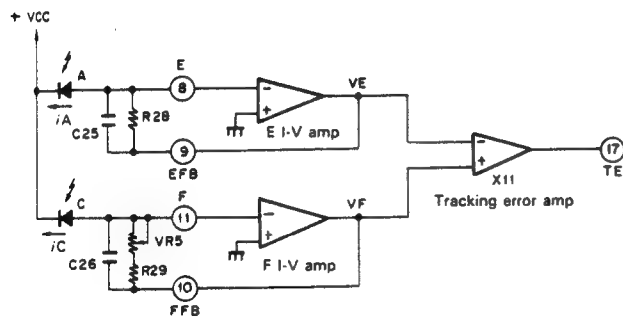 + VCC
A
iA
C25
R28
E
8
9
EFB
E I-V amp
VE
X11
Tracking error amp
17
TE
C
iC
C26
VR5
R29
F
11
10
FFB
F I-V amp
VF